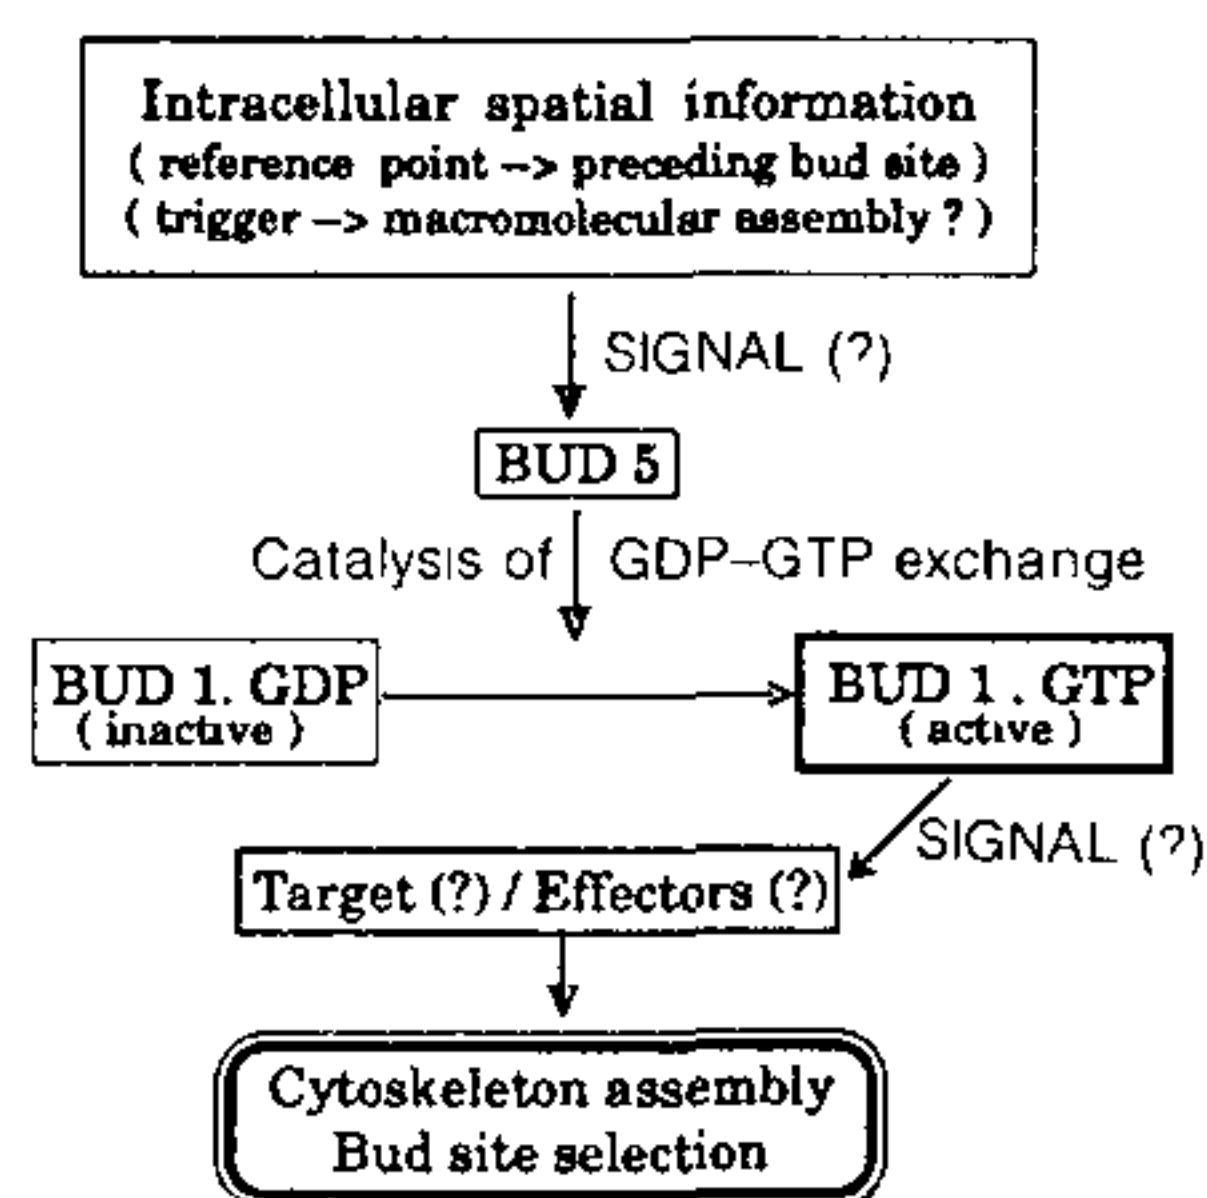 Intracellular spatial information
( reference point –> preceding bud site )
( trigger –> macromolecular assembly ? )
SIGNAL (?)
BUD 5
Catalysis of GDP–GTP exchange
BUD 1. GDP
( inactive )
BUD 1 . GTP
( active )
SIGNAL (?)
Target (?) / Effectors (?)
Cytoskeleton assembly
Bud site selection